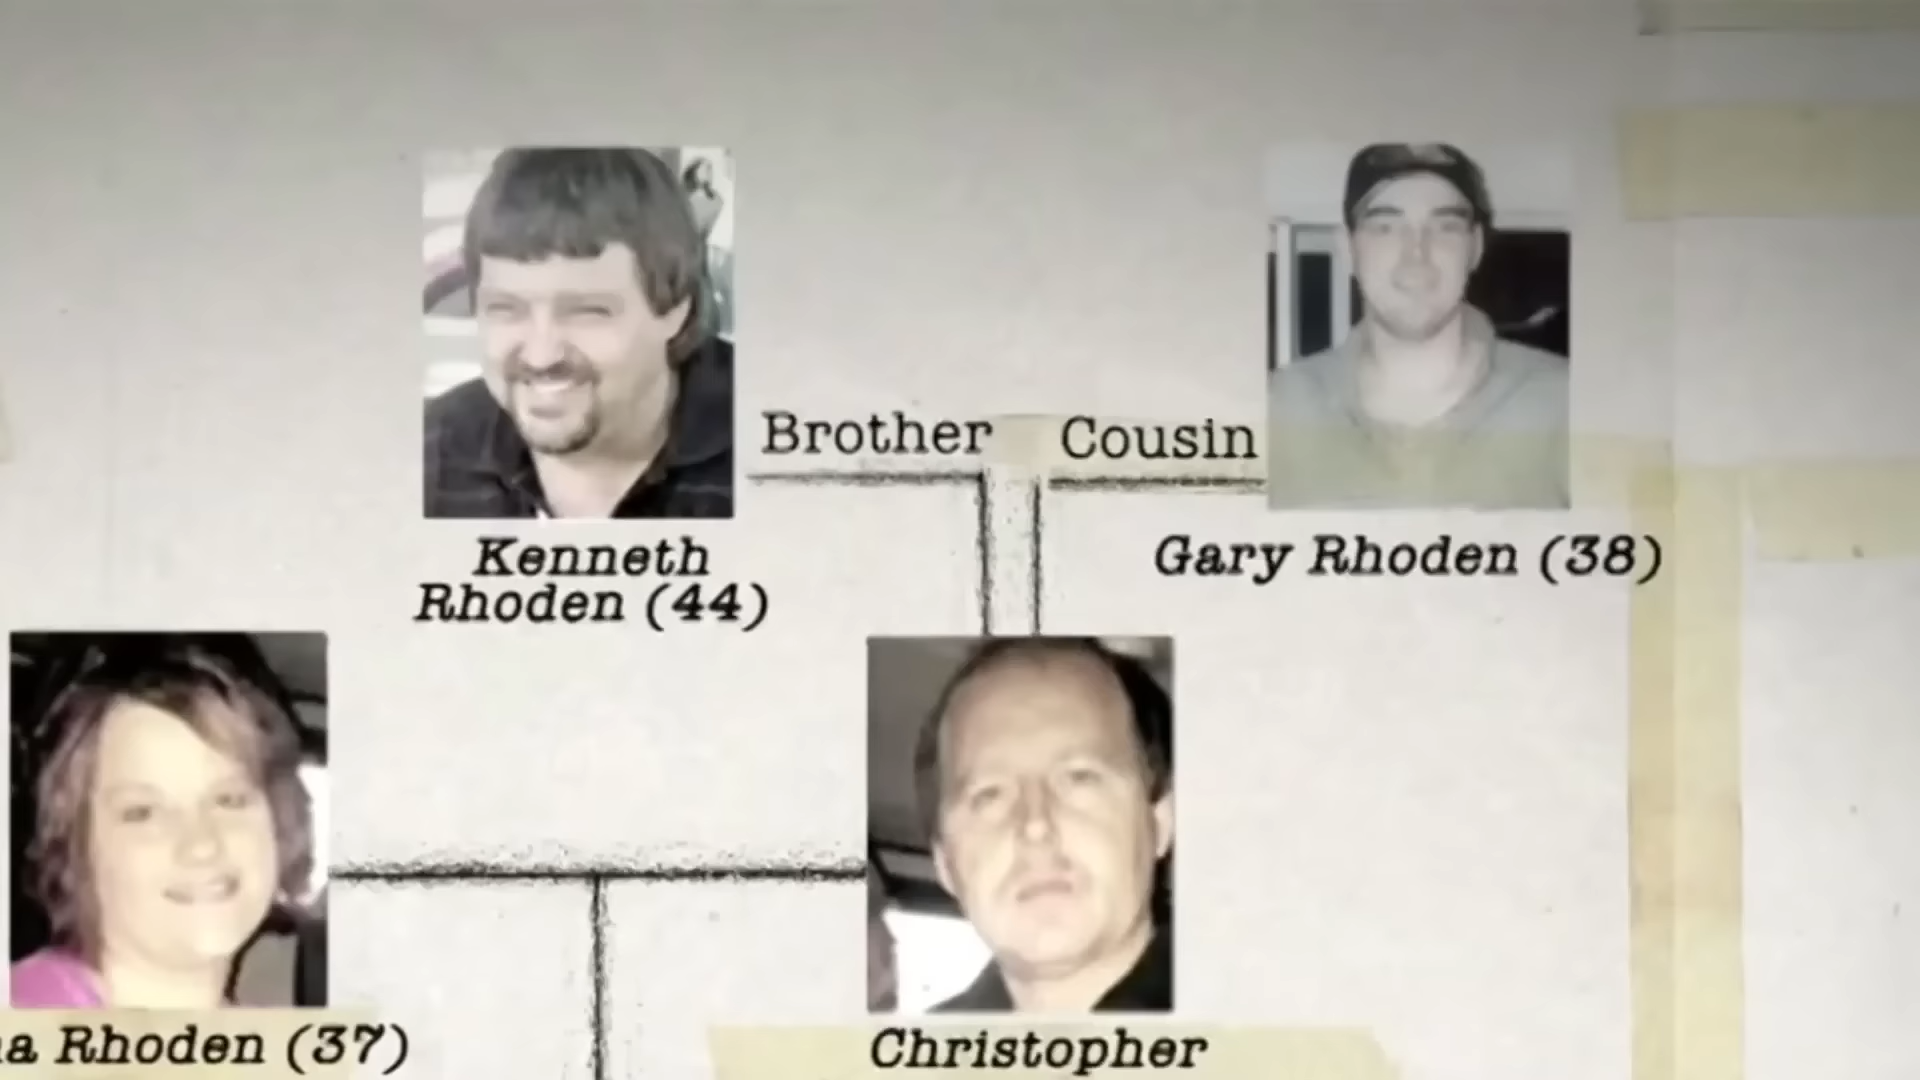 Brother
Cousin
Kenneth
Rhoden (44)
Gary Rhoden (38)
a Rhoden (37)
Christopher